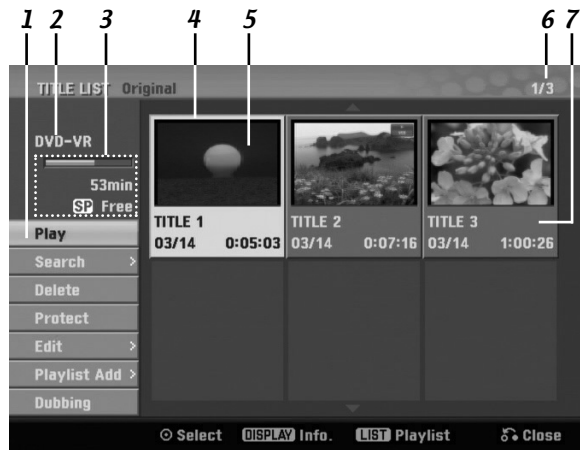 1 2 3 4 5 6 7
TITLE LIST Original 1/3
DVD-VR
53min
SP Free
Play
Search >
Delete
Protect
Edit >
Playlist Add >
Dubbing
TITLE 1
03/14 0:05:03
TITLE 2
03/14 0:07:16
TITLE 3
03/14 1:00:26
Select DISPLAY Info. LIST Playlist Close